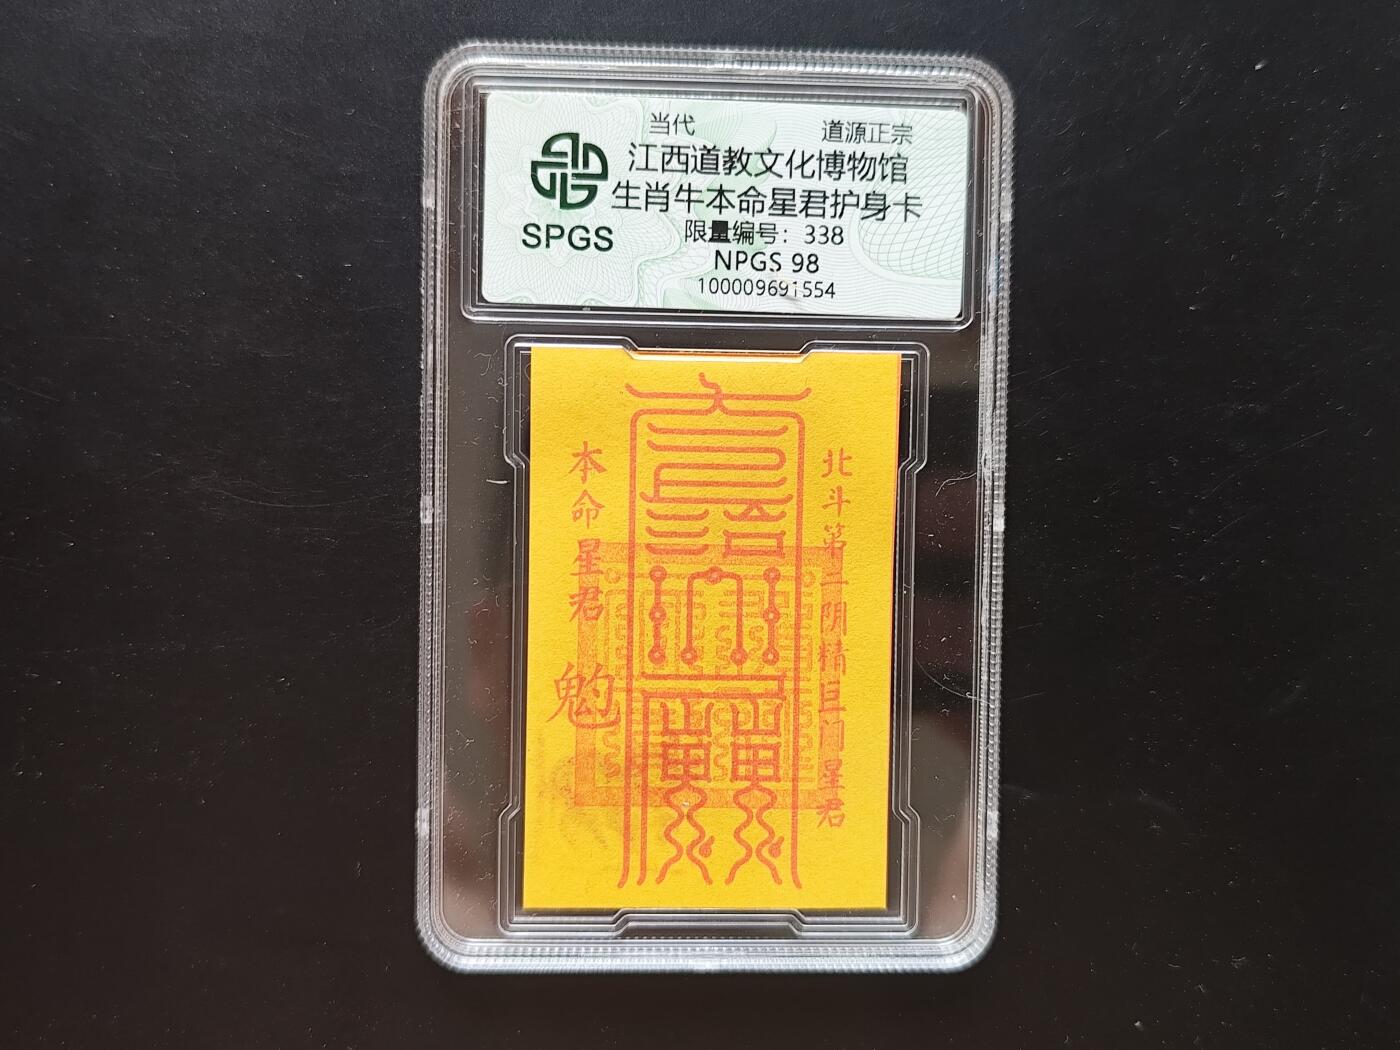 当代 道源正宗
江西道教文化博物馆
生肖牛本命星君护身卡
限量编号：338
NPGS 98
100009691554
SPGS
北斗第二阴精巨门星君
本命星君